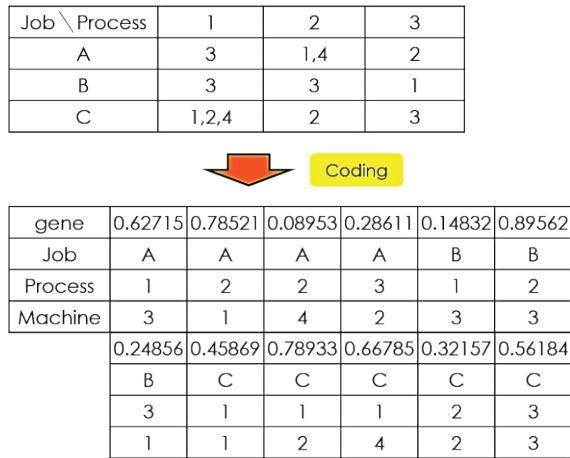 Job \ Process 1 2 3
A 3 1,4 2
B 3 3 1
C 1,2,4 2 3
Coding
gene 0.62715 0.78521 0.08953 0.28611 0.14832 0.89562
Job A A A A B B
Process 1 2 2 3 1 2
Machine 3 1 4 2 3 3
0.24856 0.45869 0.78933 0.66785 0.32157 0.56184
B C C C C C
3 1 1 1 2 3
1 1 2 4 2 3